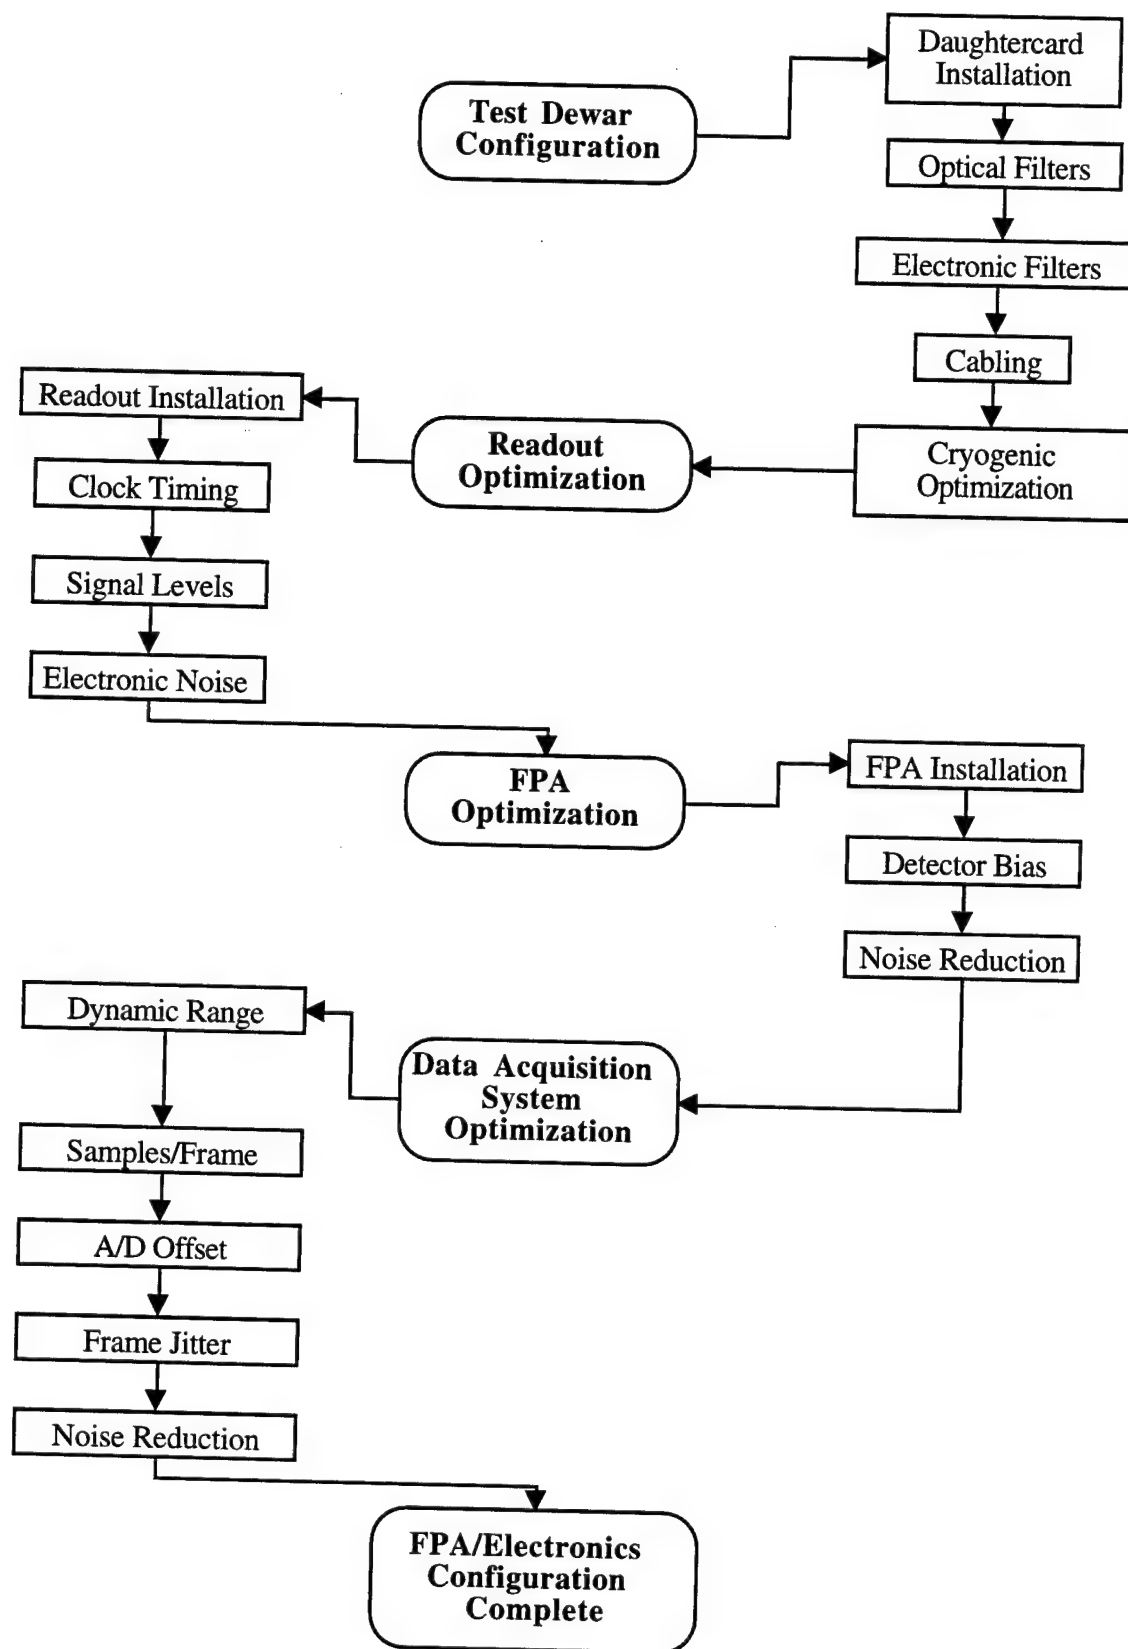 Test Dewar
Configuration
Daughtercard
Installation
Optical Filters
Electronic Filters
Cabling
Cryogenic
Optimization
Readout
Optimization
Readout Installation
Clock Timing
Signal Levels
Electronic Noise
FPA
Optimization
FPA Installation
Detector Bias
Noise Reduction
Data Acquisition
System
Optimization
Dynamic Range
Samples/Frame
A/D Offset
Frame Jitter
Noise Reduction
FPA/Electronics
Configuration
Complete